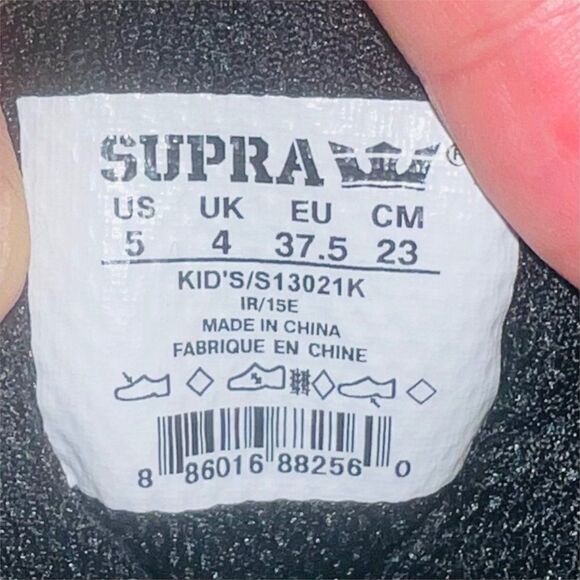 SUPRA ®
US UK EU CM
5 4 37.5 23
KID'S/S13021K
IR/15E
MADE IN CHINA
FABRIQUE EN CHINE
8 86016 88256 0